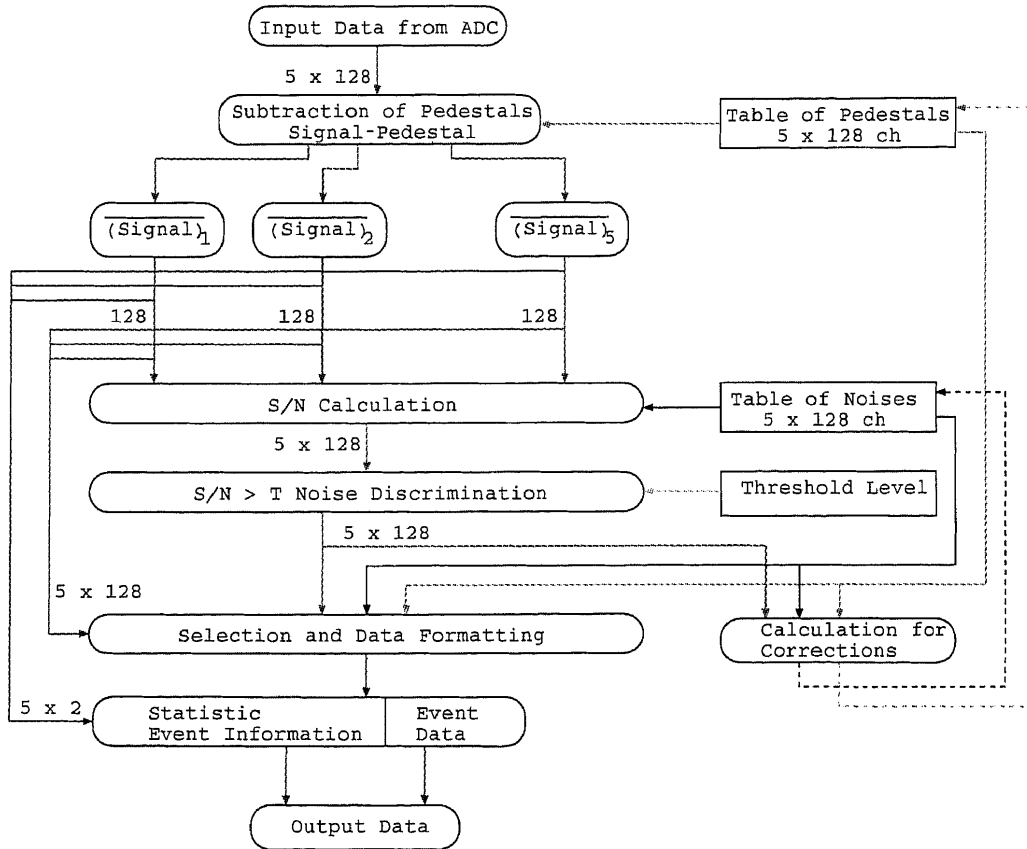 Input Data from ADC
5 x 128
Subtraction of Pedestals
Signal-Pedestal
Table of Pedestals
5 x 128 ch
(Signal)1
(Signal)2
(Signal)5
128
128
128
S/N Calculation
Table of Noises
5 x 128 ch
5 x 128
S/N > T Noise Discrimination
Threshold Level
5 x 128
5 x 128
Selection and Data Formatting
Calculation for
Corrections
5 x 2
Statistic
Event Information
Event
Data
Output Data